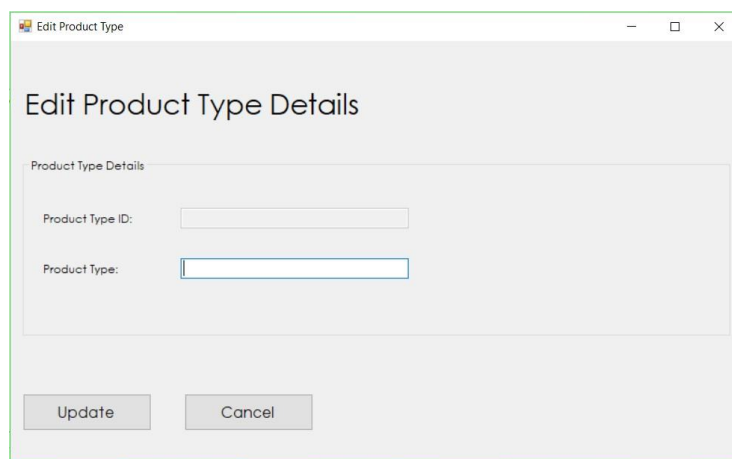 Edit Product Type
Edit Product Type Details
Product Type Details
Product Type ID:
Product Type:
Update
Cancel